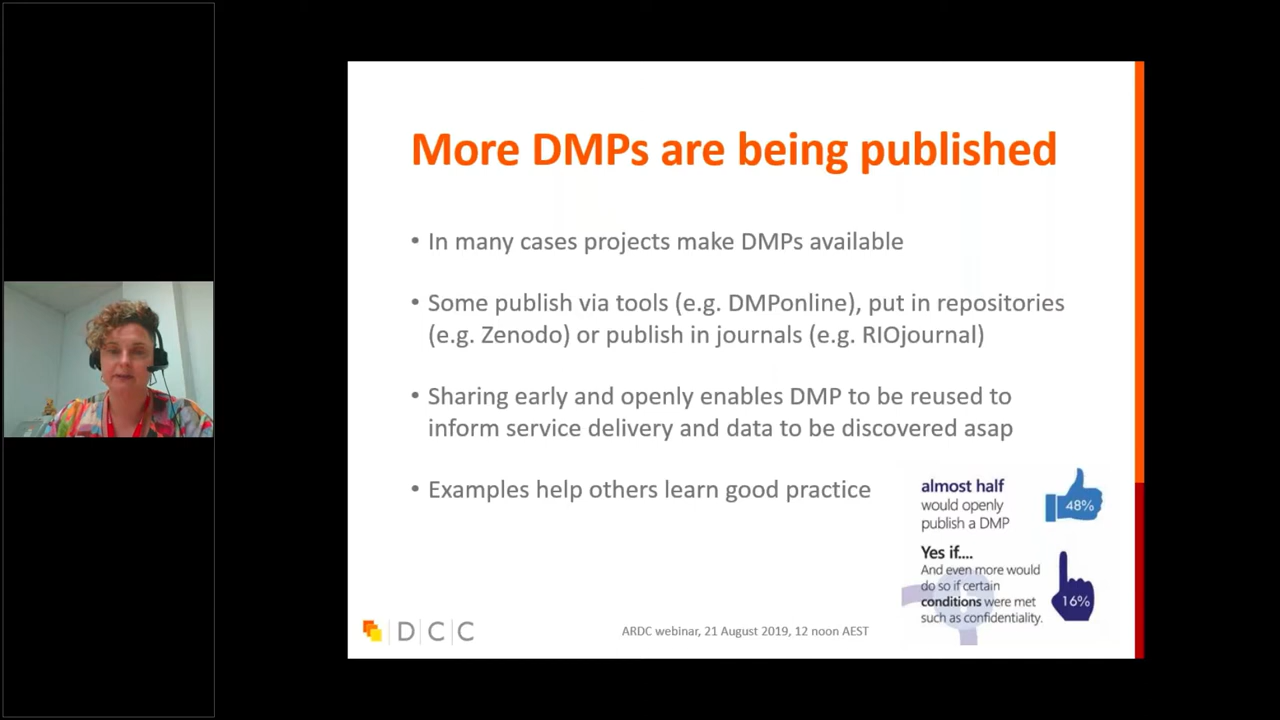 More DMPs are being published
• In many cases projects make DMPs available
• Some publish via tools (e.g. DMPonline), put in repositories
(e.g. Zenodo) or publish in journals (e.g. RIOjournal)
• Sharing early and openly enables DMP to be reused to
inform service delivery and data to be discovered asap
• Examples help others learn good practice
almost half
would openly
publish a DMP
48%
Yes if....
And even more would
do so if certain
conditions were met
such as confidentiality.
16%
DCC
ARDC webinar, 21 August 2019, 12 noon AEST